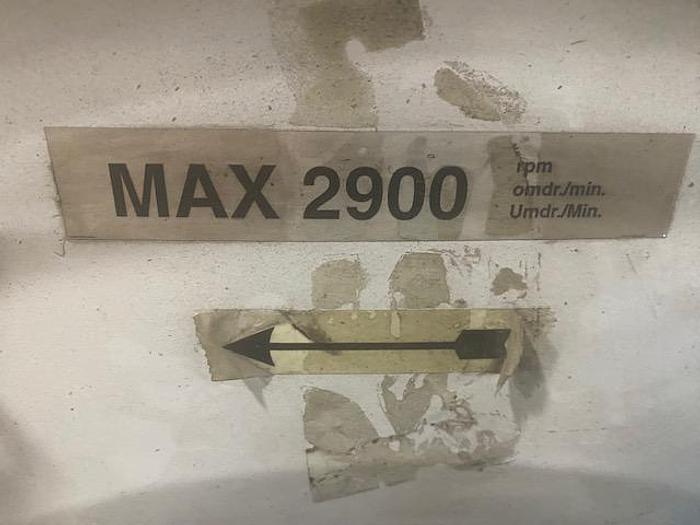 MAX 2900
rpm
omdr./min.
Umdr./Min.